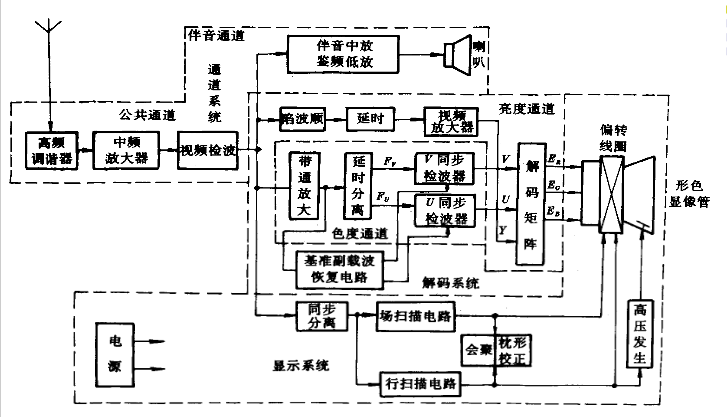 伴音通道
通道系统
公共通道
伴音中放
鉴频低放
喇叭
亮度通道
高频
调谐器
中频
放大器
视频检波
陷波顺
延时
视频
放大器
偏转
线圈
彩色
显像管
带通放大
延时分离
F_V
F_U
V同步
检波器
U同步
检波器
V
U
Y
解码矩阵
E_R
E_G
E_B
色度通道
基准副载波
恢复电路
解码系统
同步
分离
场扫描电路
会聚
枕形
校正
行扫描电路
高压发生
电源
显示系统